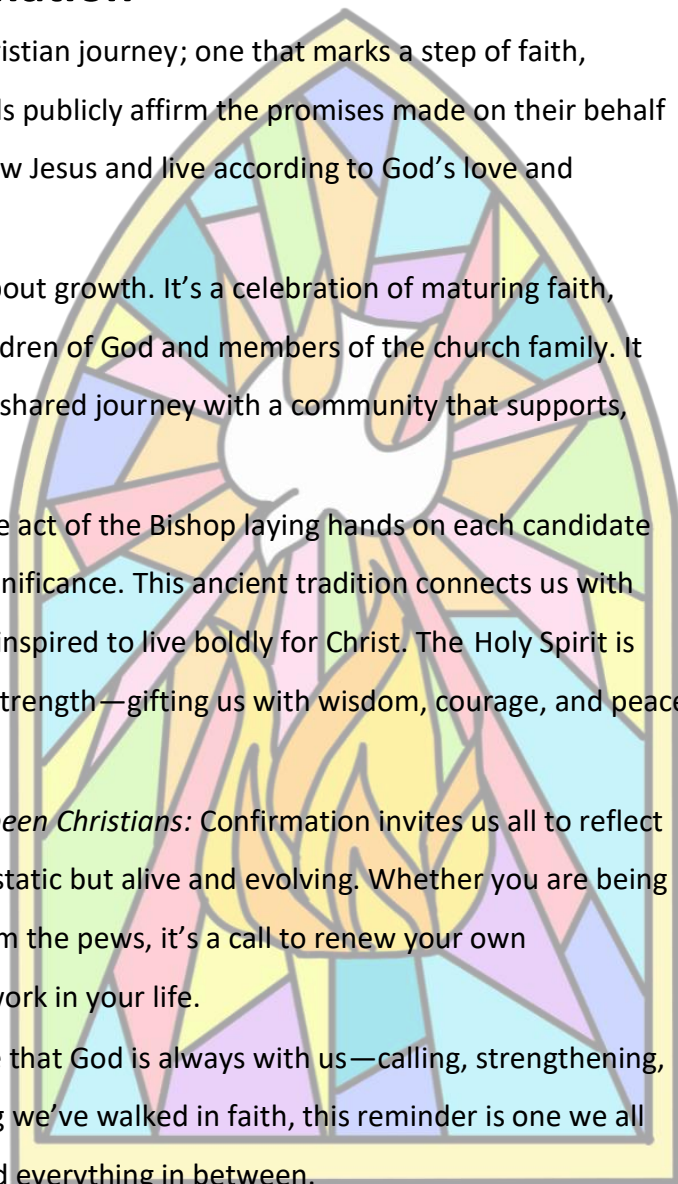 istian journey; one that marks a step of faith,
ls publicly affirm the promises made on their behalf
w Jesus and live according to God’s love and
out growth. It’s a celebration of maturing faith,
dren of God and members of the church family. It
shared journey with a community that supports,
e act of the Bishop laying hands on each candidate
nificance. This ancient tradition connects us with
inspired to live boldly for Christ. The Holy Spirit is
trength—gifting us with wisdom, courage, and peace
een Christians: Confirmation invites us all to reflect
static but alive and evolving. Whether you are being
m the pews, it’s a call to renew your own
work in your life.
that God is always with us—calling, strengthening,
g we’ve walked in faith, this reminder is one we all
d everything in between.